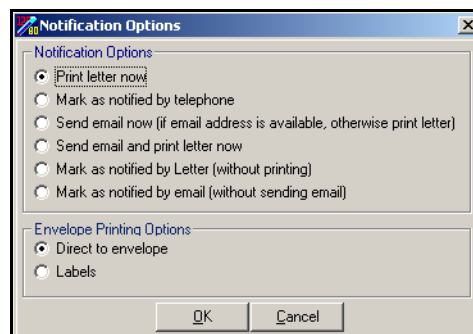 Notification Options
Notification Options
Print letter now
Mark as notified by telephone
Send email now (if email address is available, otherwise print letter)
Send email and print letter now
Mark as notified by Letter (without printing)
Mark as notified by email (without sending email)
Envelope Printing Options
Direct to envelope
Labels
OK Cancel